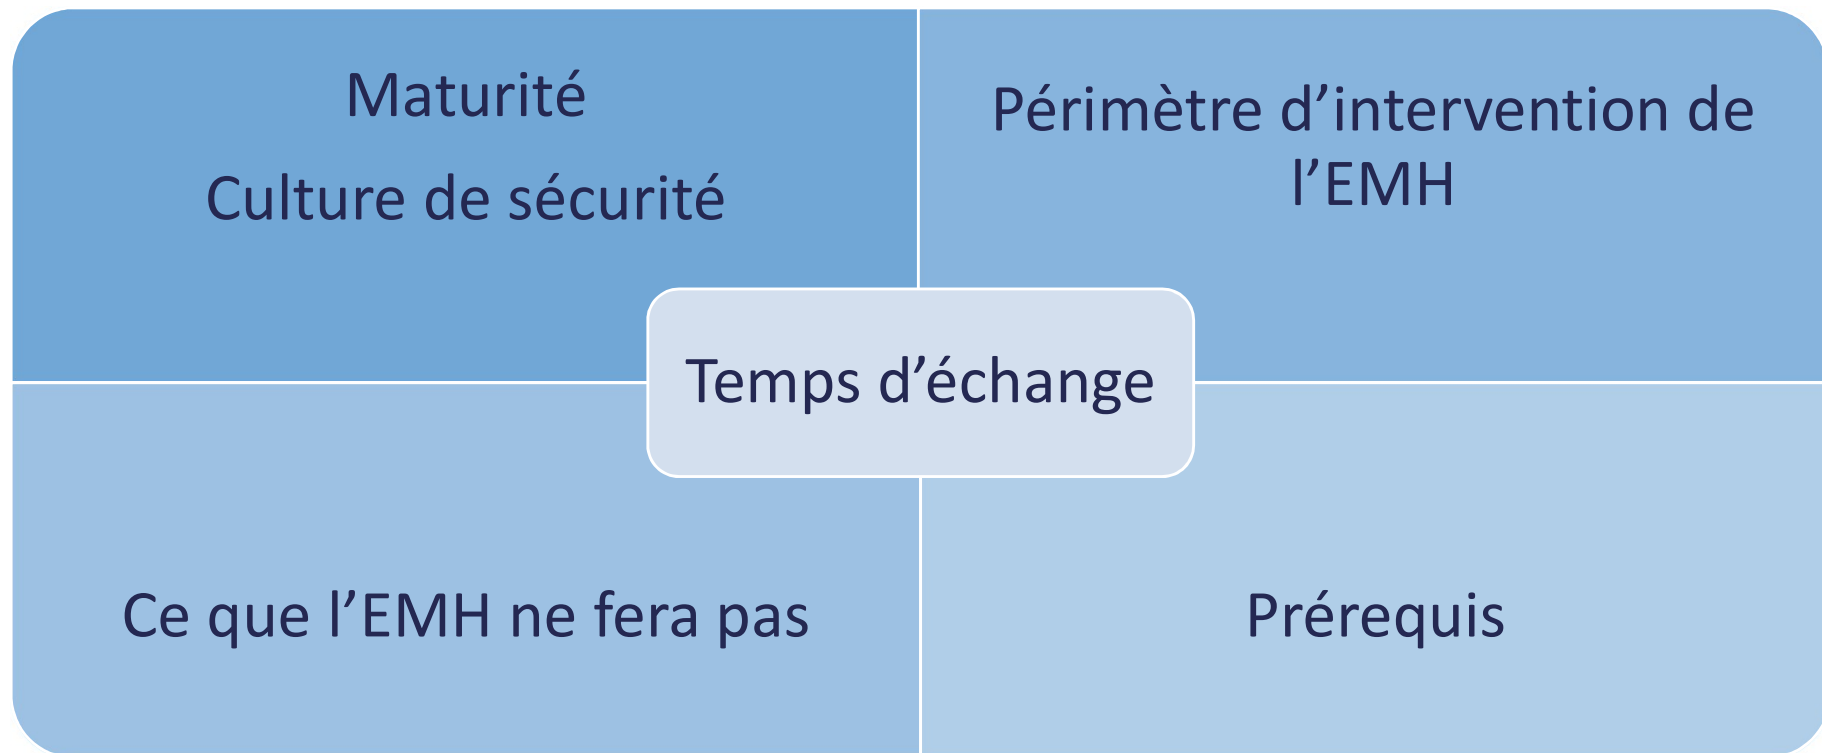 Maturité
Culture de sécurité
Périmètre d’intervention de
l’EMH
Temps d’échange
Ce que l’EMH ne fera pas
Prérequis